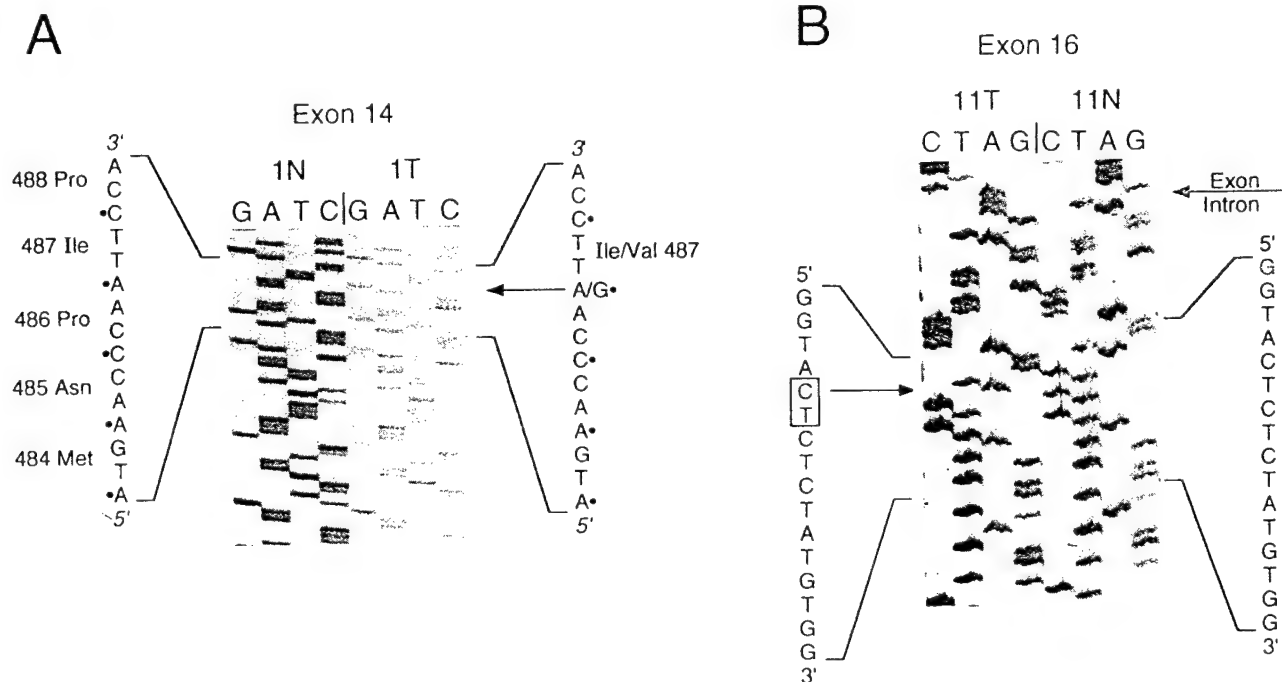 A
Exon 14
1N 1T
G A T C | G A T C
3'
A
C
•C
T
T
•A
A
C
•C
C
A
•A
G
T
•A
5'
488 Pro
487 Ile
486 Pro
485 Asn
484 Met
3'
A
C
C•
T
T
A/G•
A
C
C•
C
A
A•
G
T
A•
5'
Ile/Val 487
B
Exon 16
11T 11N
C T A G | C T A G
Exon
Intron
5'
G
G
T
A
C
T
C
T
C
T
A
T
G
T
G
G
3'
5'
G
G
T
A
C
T
C
T
C
T
A
T
G
T
G
G
3'